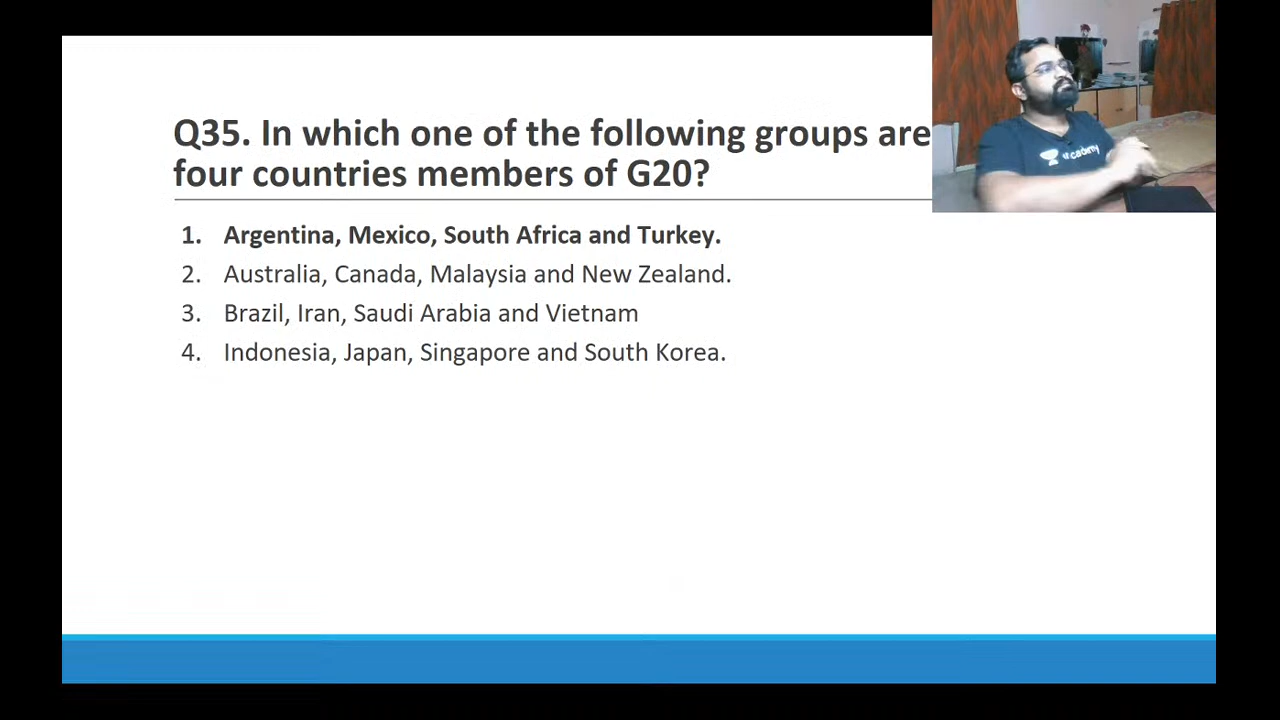 Q35. In which one of the following groups are
four countries members of G20?
1. Argentina, Mexico, South Africa and Turkey.
2. Australia, Canada, Malaysia and New Zealand.
3. Brazil, Iran, Saudi Arabia and Vietnam
4. Indonesia, Japan, Singapore and South Korea.